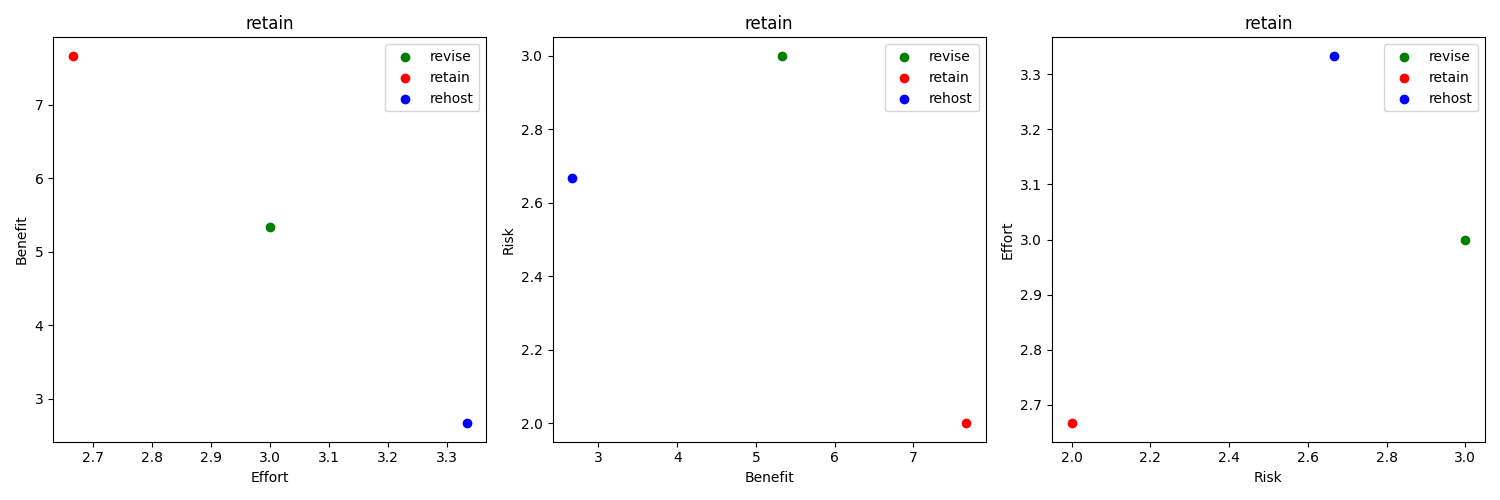 retain
revise
retain
rehost
7
6
5
4
3
Benefit
2.7 2.8 2.9 3.0 3.1 3.2 3.3
Effort
retain
revise
retain
rehost
3.0
2.8
2.6
2.4
2.2
2.0
Risk
3 4 5 6 7
Benefit
retain
revise
retain
rehost
3.3
3.2
3.1
3.0
2.9
2.8
2.7
Effort
2.0 2.2 2.4 2.6 2.8 3.0
Risk